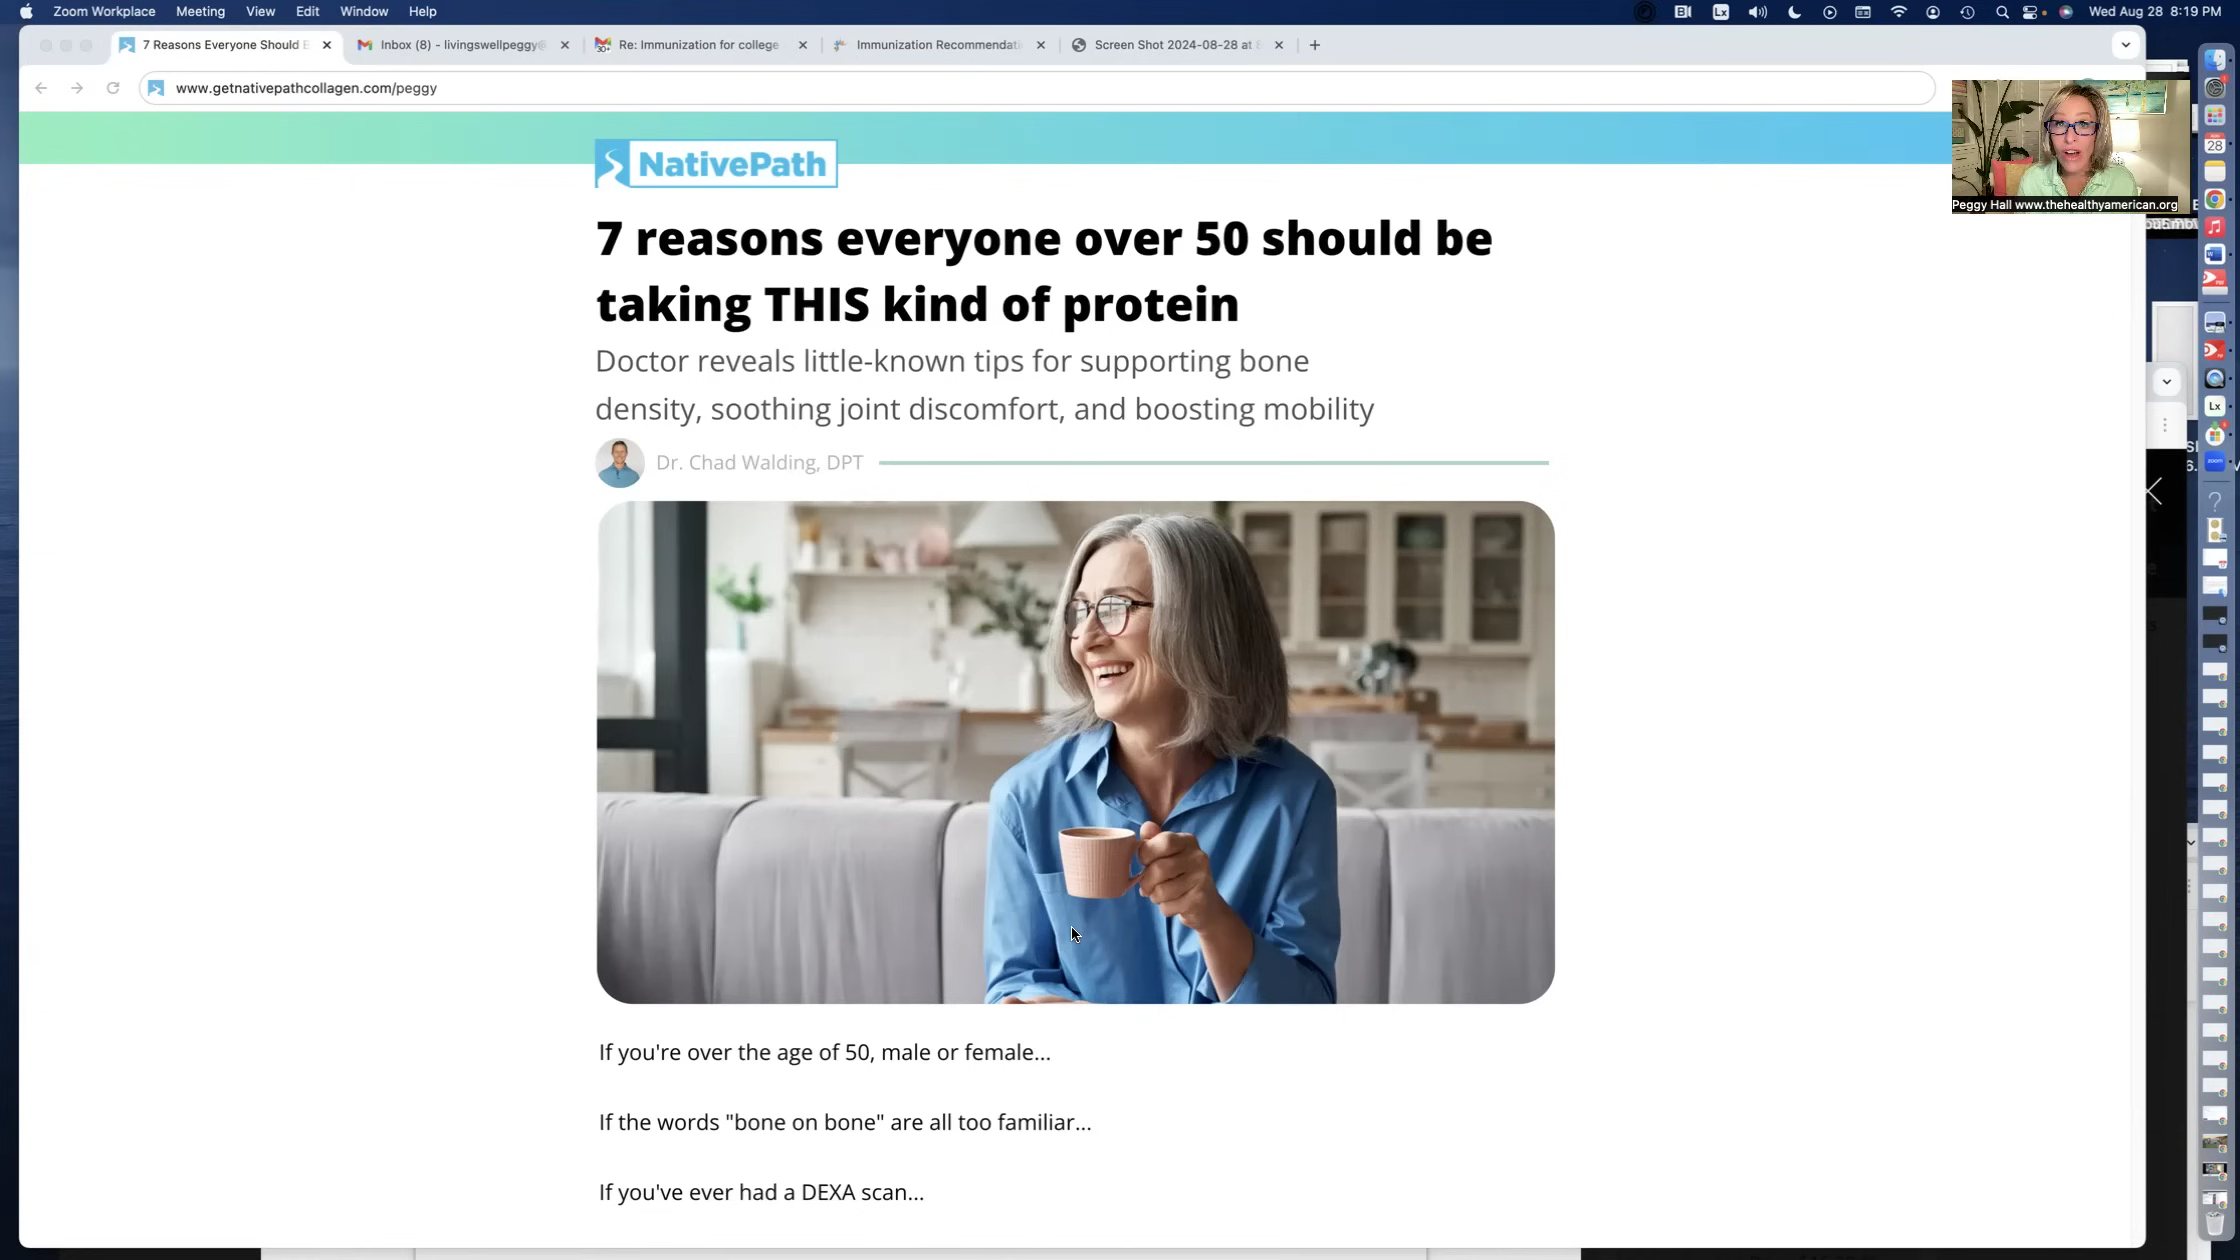 Zoom Workplace Meeting View Edit Window Help
Wed Aug 28 8:19 PM
7 Reasons Everyone Should
Inbox (8) - livingswellpeggy@
Re: Immunization for college
Immunization Recommendati
Screen Shot 2024-08-28 at
www.getnativepathcollagen.com/peggy
Peggy Hall www.thehealthyamerican.org
NativePath
7 reasons everyone over 50 should be
taking THIS kind of protein
Doctor reveals little-known tips for supporting bone
density, soothing joint discomfort, and boosting mobility
Dr. Chad Walding, DPT
If you're over the age of 50, male or female...
If the words "bone on bone" are all too familiar...
If you've ever had a DEXA scan...
28
Lx
zoom